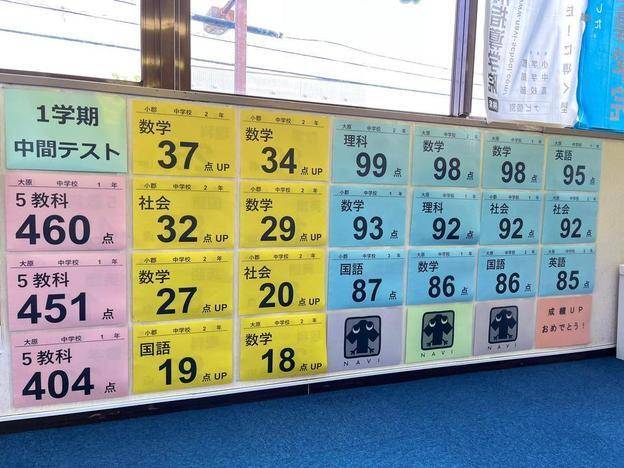 1学期
中間テスト
小郡 中学校 2年
数学
37点UP
小郡 中学校 2年
数学
34点UP
大原 中学校 2年
理科
99点
数学
98点
数学
98点
英語
95点
大原 中学校 1年
5教科
460点
小郡 中学校 2年
社会
32点UP
数学
29点UP
数学
93点
理科
92点
社会
92点
社会
92点
大原 中学校 1年
5教科
451点
小郡 中学校 2年
数学
27点UP
社会
20点UP
国語
87点
数学
86点
国語
86点
英語
85点
大原 中学校 1年
5教科
404点
小郡 中学校 2年
国語
19点UP
大原 中学校 2年
数学
18点UP
NAVI
NAVI
NAVI
成績UP
おめでとう!